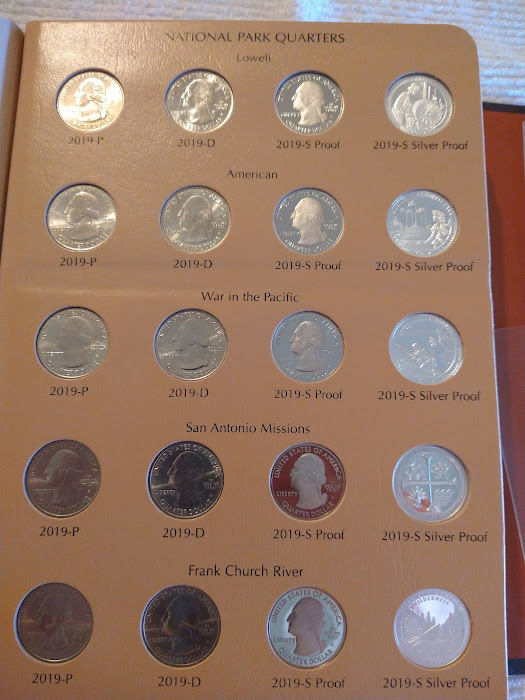 NATIONAL PARK QUARTERS
Lowell
2019-P 2019-D 2019-S Proof 2019-S Silver Proof
American
2019-P 2019-D 2019-S Proof 2019-S Silver Proof
War in the Pacific
2019-P 2019-D 2019-S Proof 2019-S Silver Proof
San Antonio Missions
UNITED STATES OF AMERICA
LIBERTY
QUARTER DOLLAR
2019-P 2019-D 2019-S Proof 2019-S Silver Proof
Frank Church River
UNITED STATES OF AMERICA
LIBERTY
QUARTER DOLLAR
WILDERNESS
2019-P 2019-D 2019-S Proof 2019-S Silver Proof